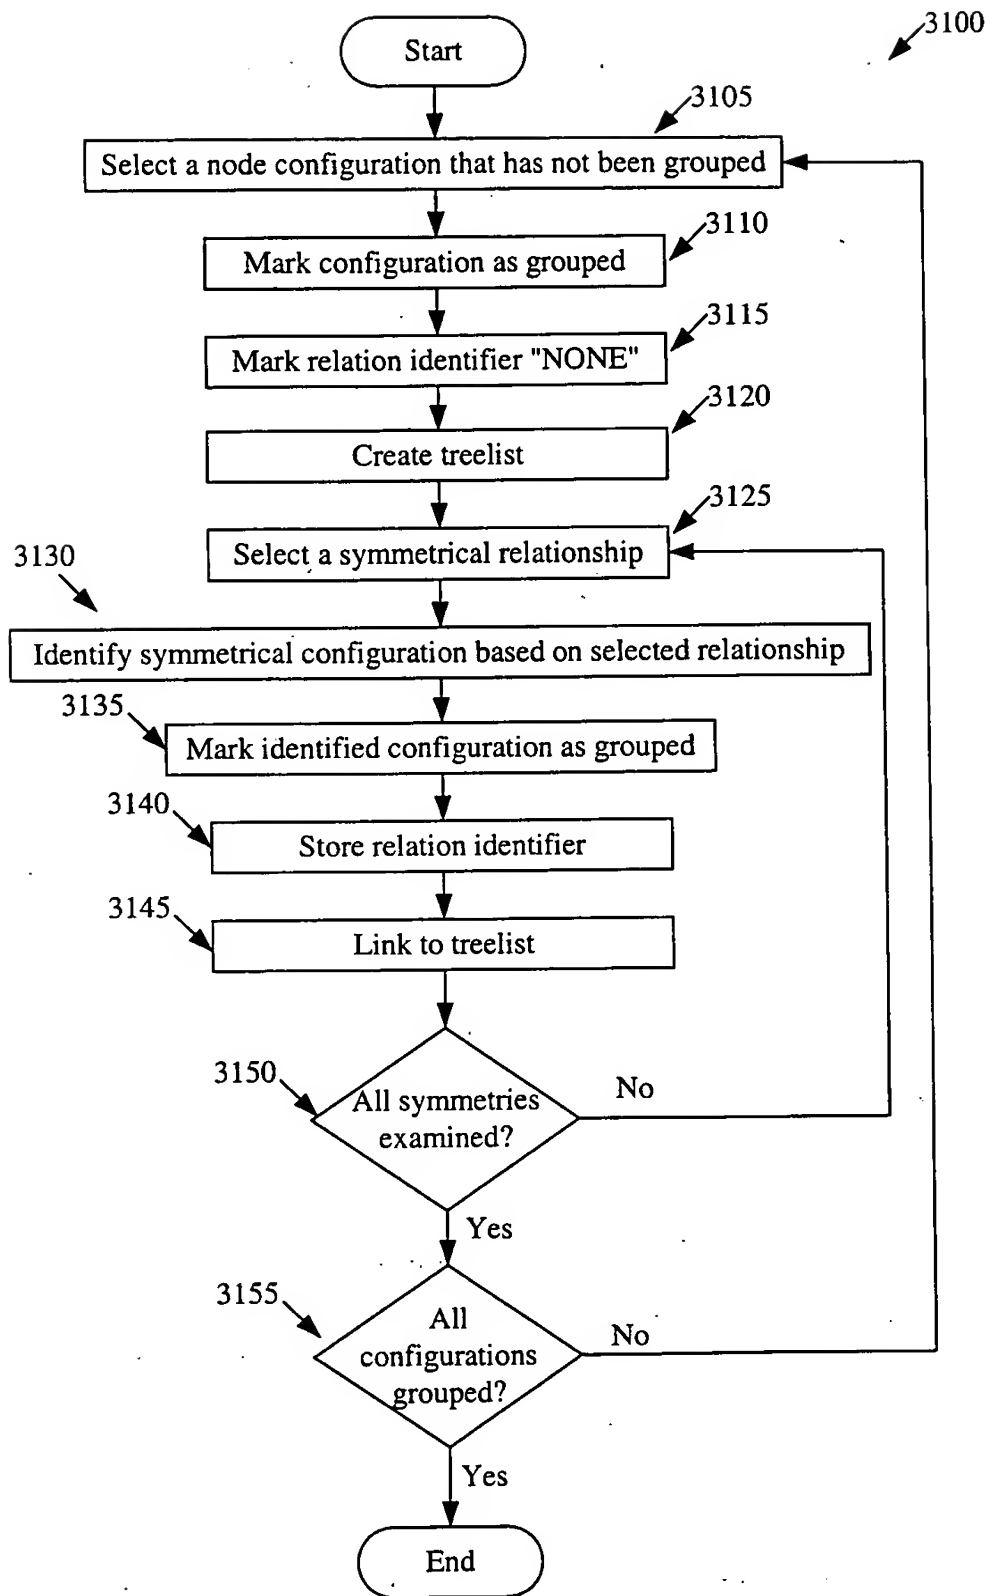 3100
Start
3105
Select a node configuration that has not been grouped
3110
Mark configuration as grouped
3115
Mark relation identifier "NONE"
3120
Create treelist
3125
Select a symmetrical relationship
3130
Identify symmetrical configuration based on selected relationship
3135
Mark identified configuration as grouped
3140
Store relation identifier
3145
Link to treelist
3150
All symmetries
examined?
No
Yes
3155
All
configurations
grouped?
No
Yes
End